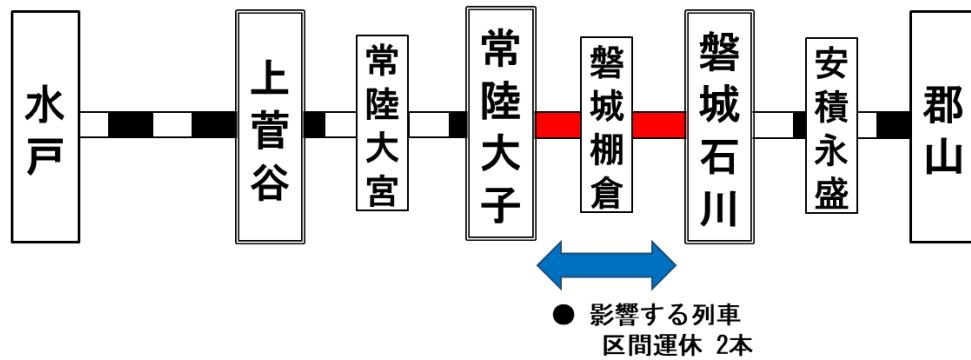 水戸
上菅谷
常陸大宮
常陸大子
磐城棚倉
磐城石川
安積永盛
郡山
● 影響する列車
区間運休 2本